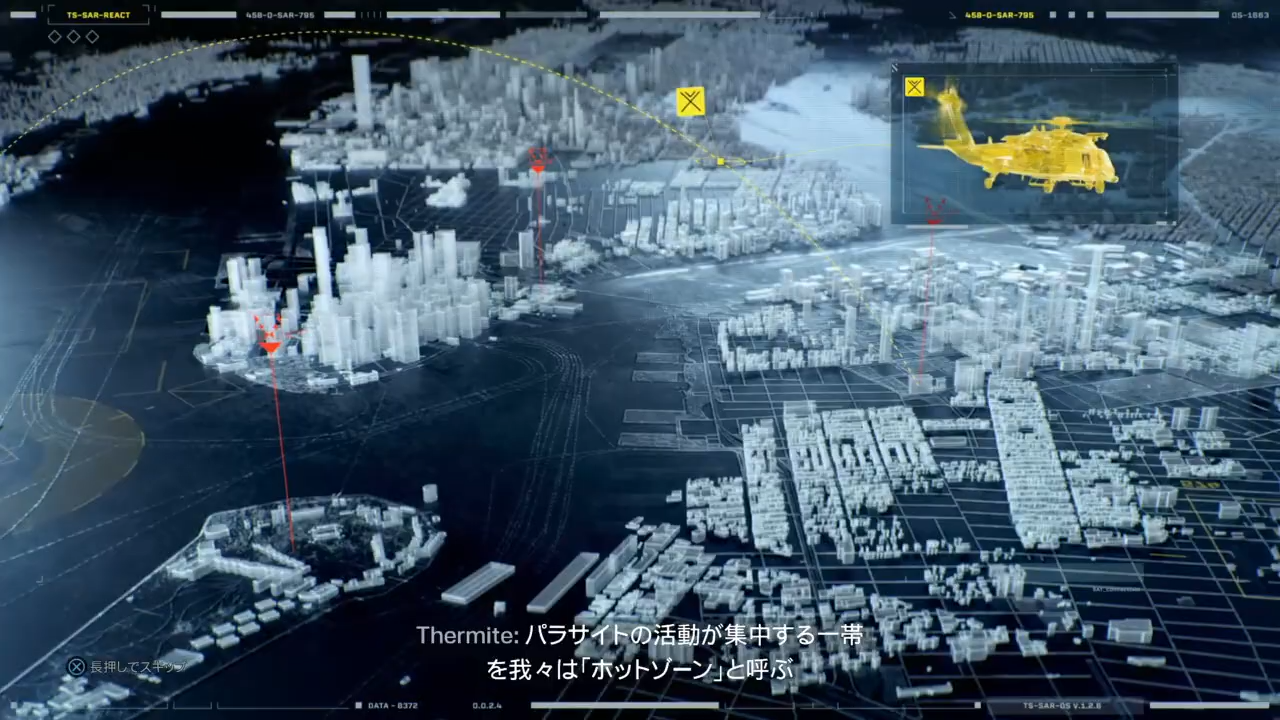 TS-SAR-REACT
458-D-SAR-795
458-D-SAR-795
OS-1663
Thermite: パラサイトの活動が集中する一帯
を我々は「ホットゾーン」と呼ぶ
長押しでスキップ
DATA - 8372
0.0.2.4
TS-SAR-OS V.1.2.6